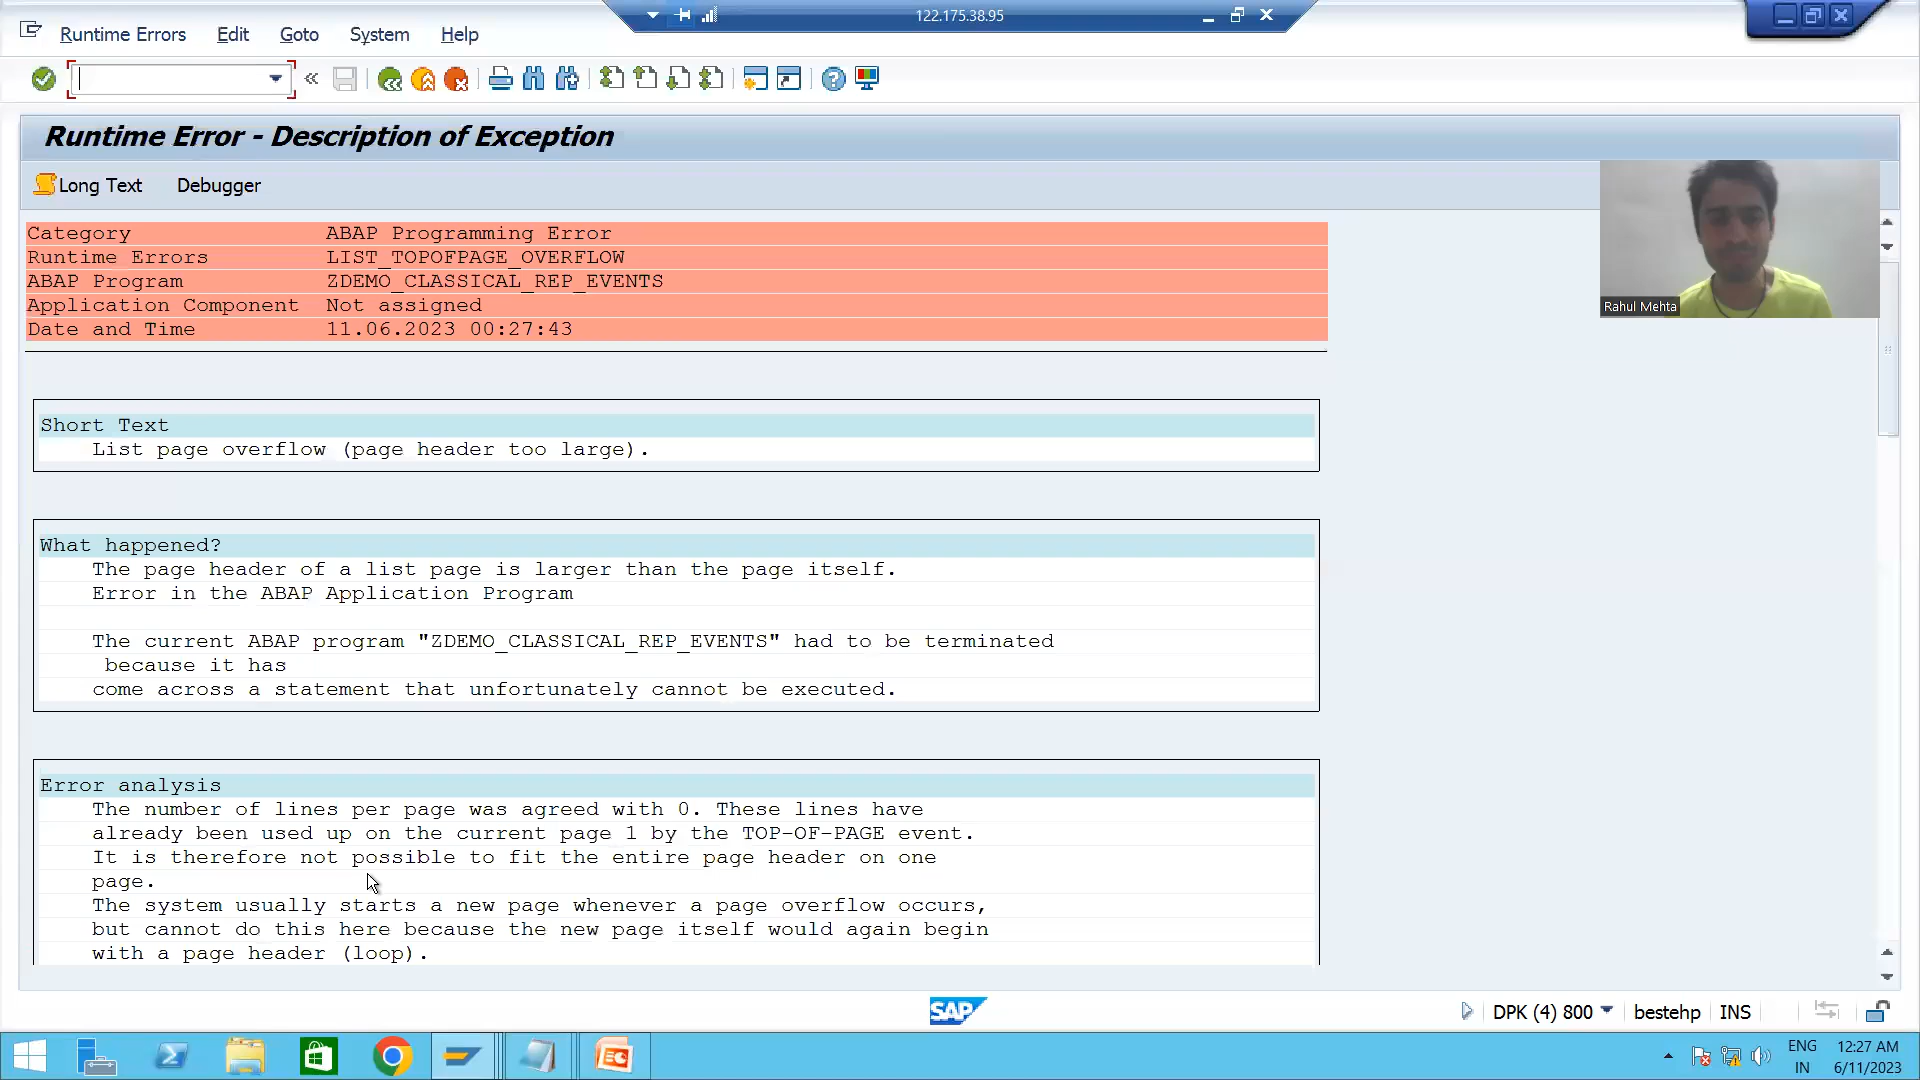 122.175.38.95
Runtime Errors Edit Goto System Help
Runtime Error - Description of Exception
Long Text Debugger
Category ABAP Programming Error
Runtime Errors LIST_TOPOFPAGE_OVERFLOW
ABAP Program ZDEMO_CLASSICAL_REP_EVENTS
Application Component Not assigned
Date and Time 11.06.2023 00:27:43
Rahul Mehta
Short Text
List page overflow (page header too large).
What happened?
The page header of a list page is larger than the page itself.
Error in the ABAP Application Program
The current ABAP program "ZDEMO_CLASSICAL_REP_EVENTS" had to be terminated
because it has
come across a statement that unfortunately cannot be executed.
Error analysis
The number of lines per page was agreed with 0. These lines have
already been used up on the current page 1 by the TOP-OF-PAGE event.
It is therefore not possible to fit the entire page header on one
page.
The system usually starts a new page whenever a page overflow occurs,
but cannot do this here because the new page itself would again begin
with a page header (loop).
SAP
DPK (4) 800 bestehp INS
ENG 12:27 AM
IN 6/11/2023